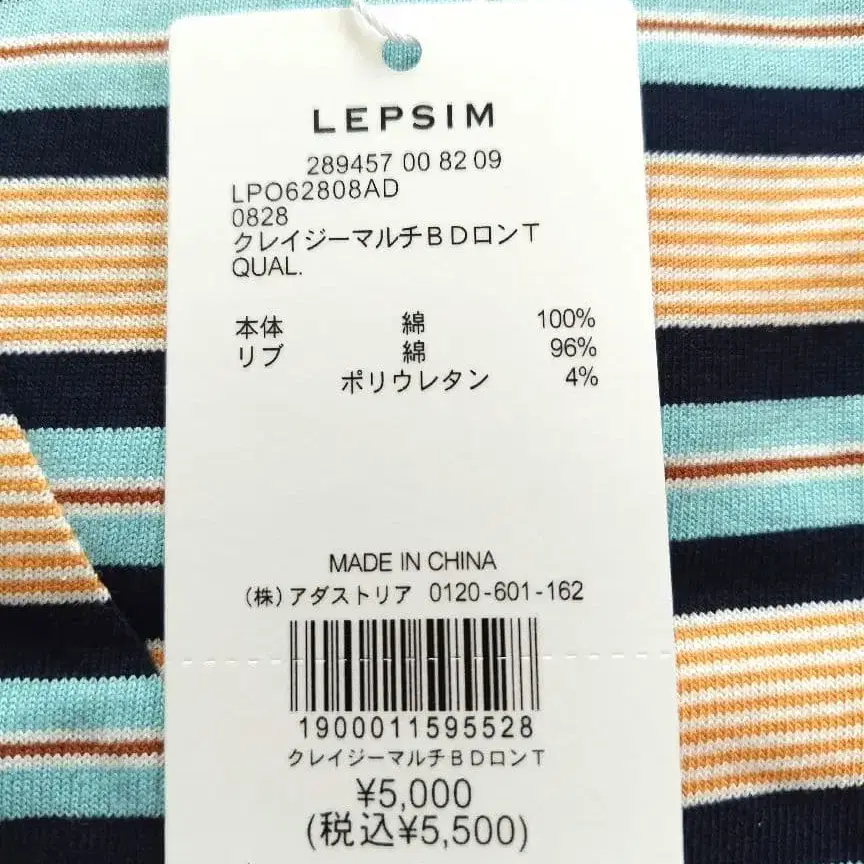 LEPSIM
289457 00 82 09
LPO62808AD
0828
クレイジーマルチBDロンT
QUAL.
本体 綿 100%
リブ 綿 96%
ポリウレタン 4%
MADE IN CHINA
(株)アダストリア 0120-601-162
1900011595528
クレイジーマルチBDロンT
¥5,000
(税込¥5,500)